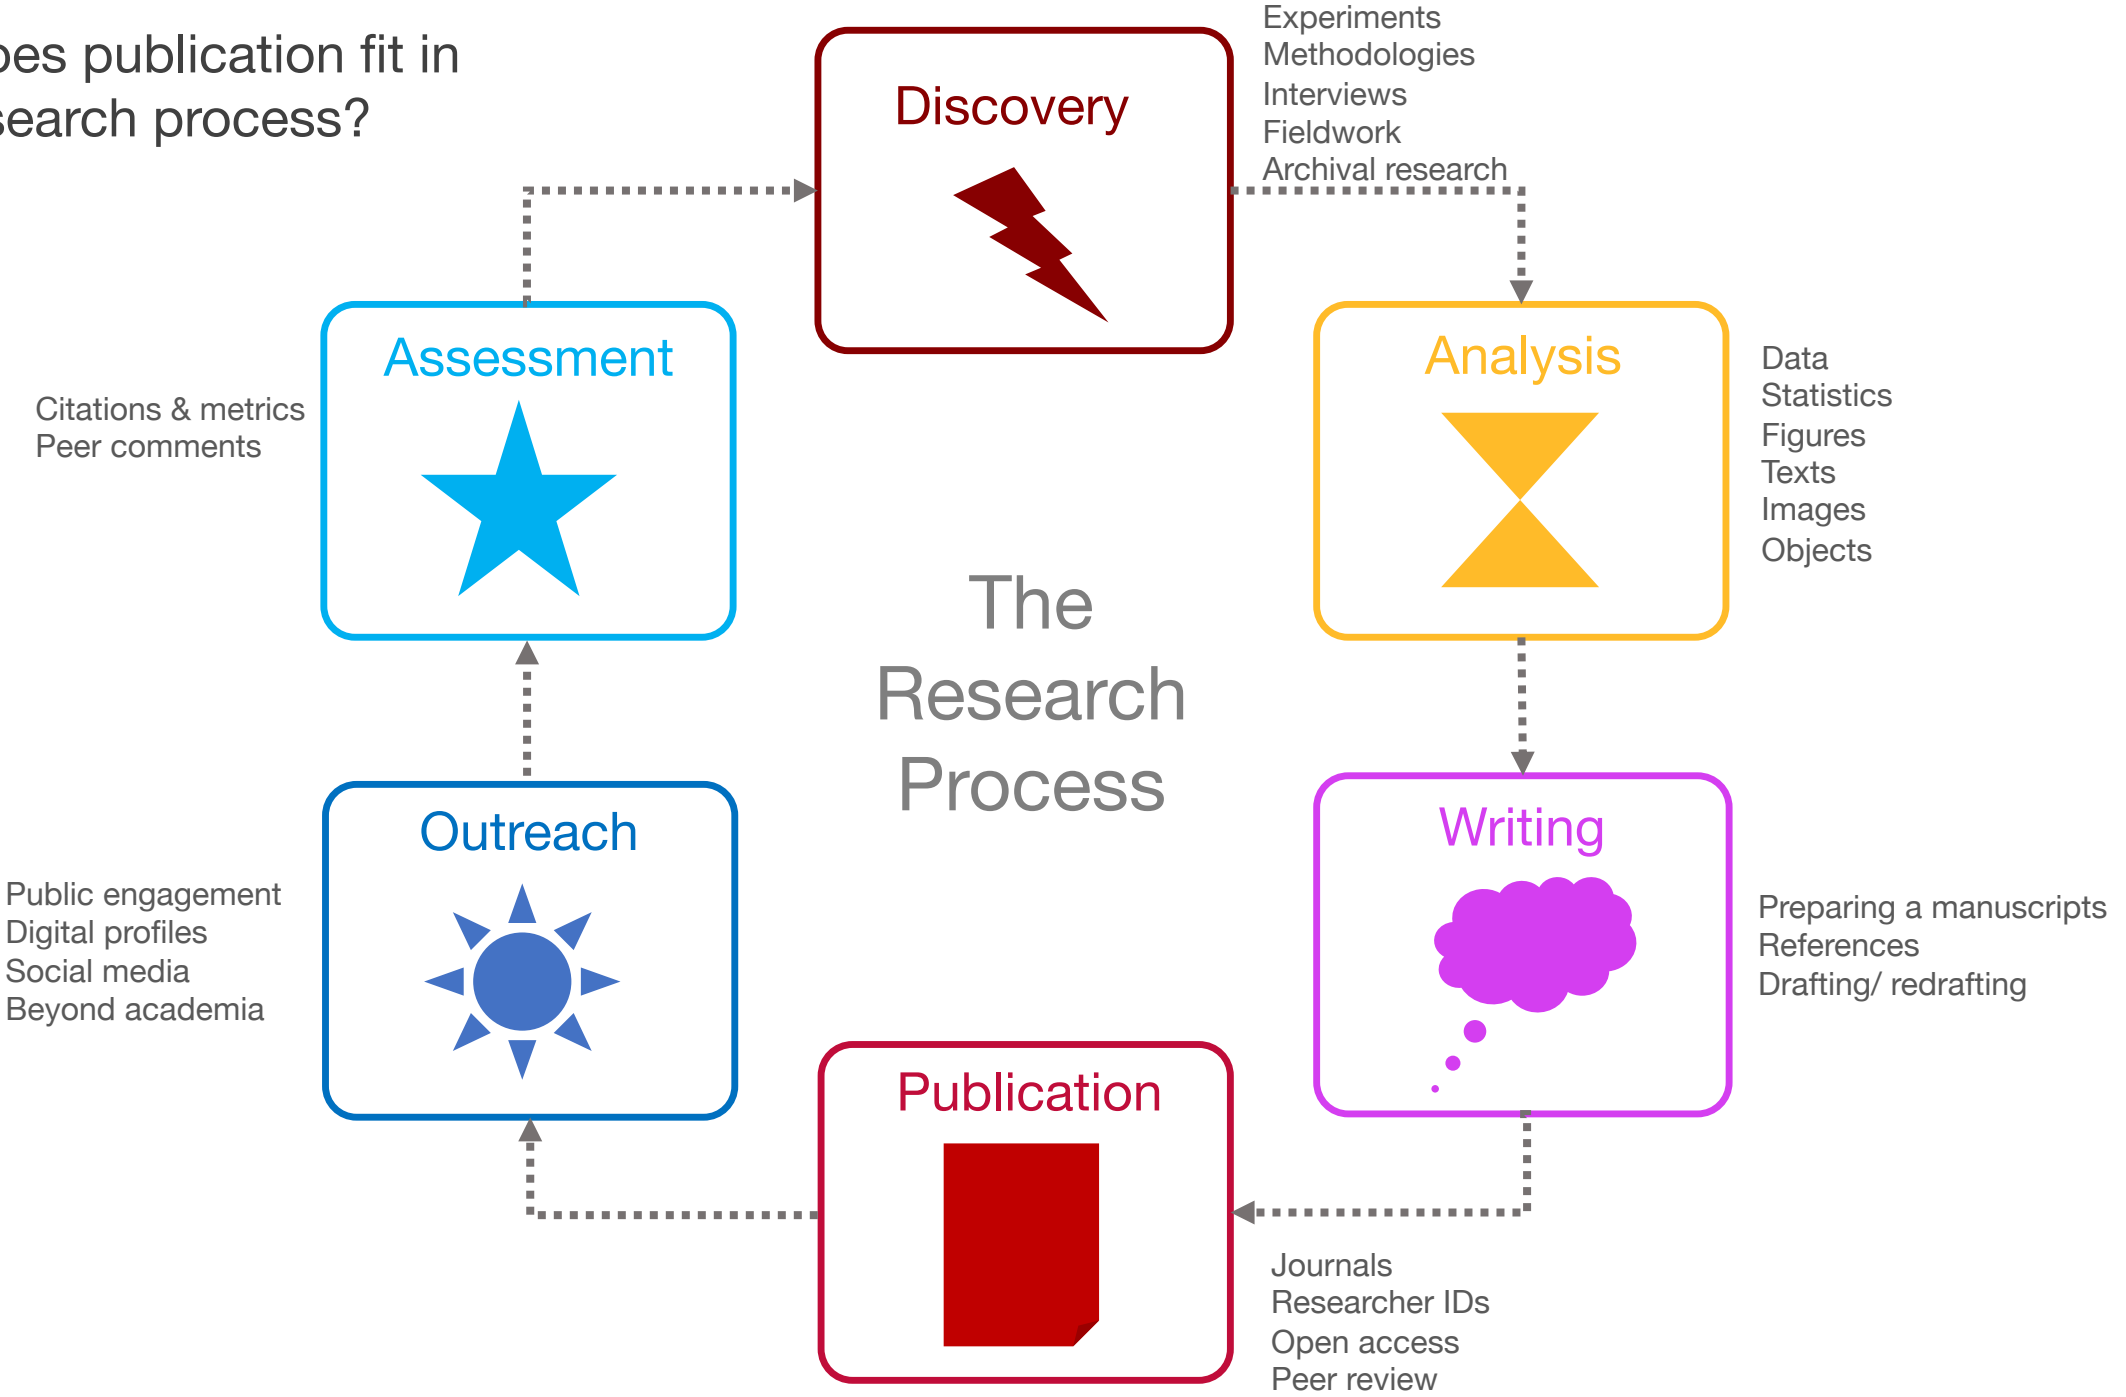 oes publication fit in
search process?
Discovery
Experiments
Methodologies
Interviews
Fieldwork
Archival research
Analysis
Data
Statistics
Figures
Texts
Images
Objects
Writing
Preparing a manuscripts
References
Drafting/ redrafting
Publication
Journals
Researcher IDs
Open access
Peer review
Outreach
Public engagement
Digital profiles
Social media
Beyond academia
Assessment
Citations & metrics
Peer comments
The
Research
Process